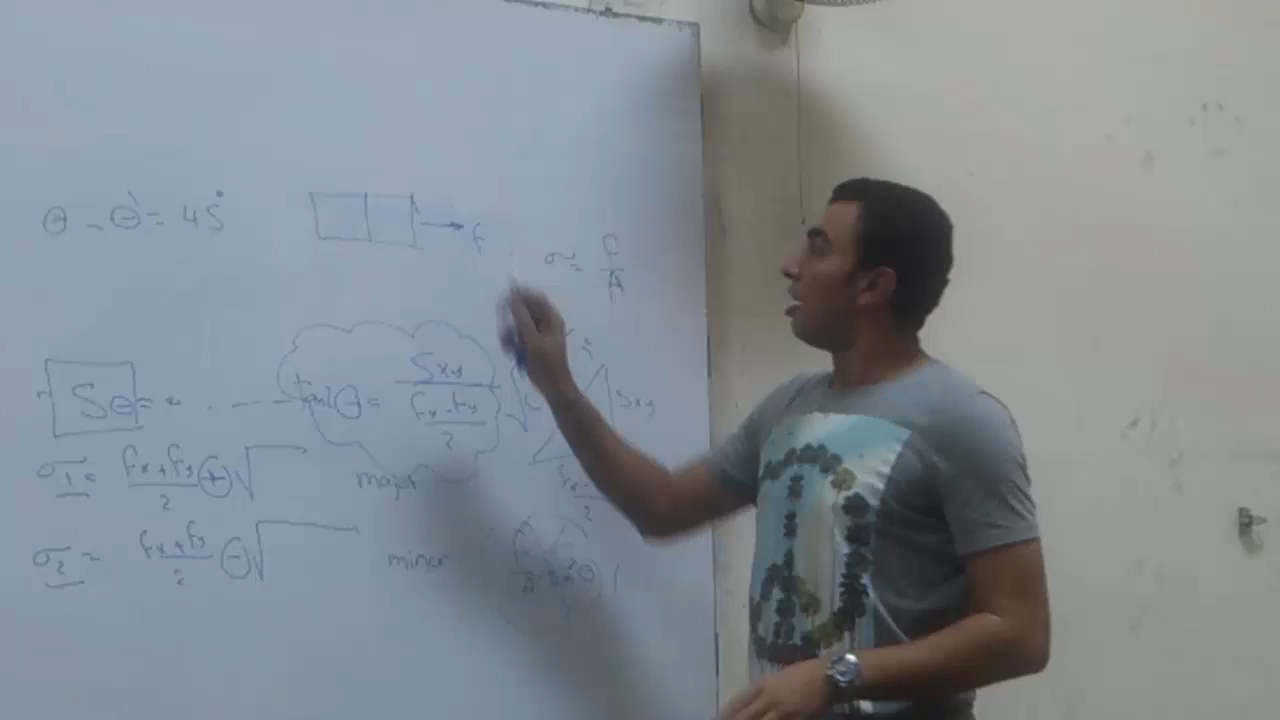 θ - θ' = 45°
f
σ = f/A
Sθ = tan2θ = Sxy / ((fx - fy)/2)
Sxy
σ1 = (fx + fy)/2 + √ major
σ2 = (fx + fy)/2 - √ minor